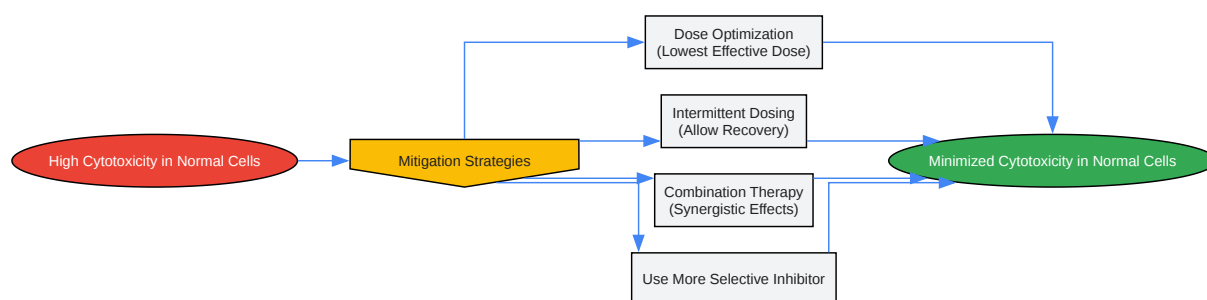 High Cytotoxicity in Normal Cells
Mitigation Strategies
Dose Optimization
(Lowest Effective Dose)
Intermittent Dosing
(Allow Recovery)
Combination Therapy
(Synergistic Effects)
Use More Selective Inhibitor
Minimized Cytotoxicity in Normal Cells